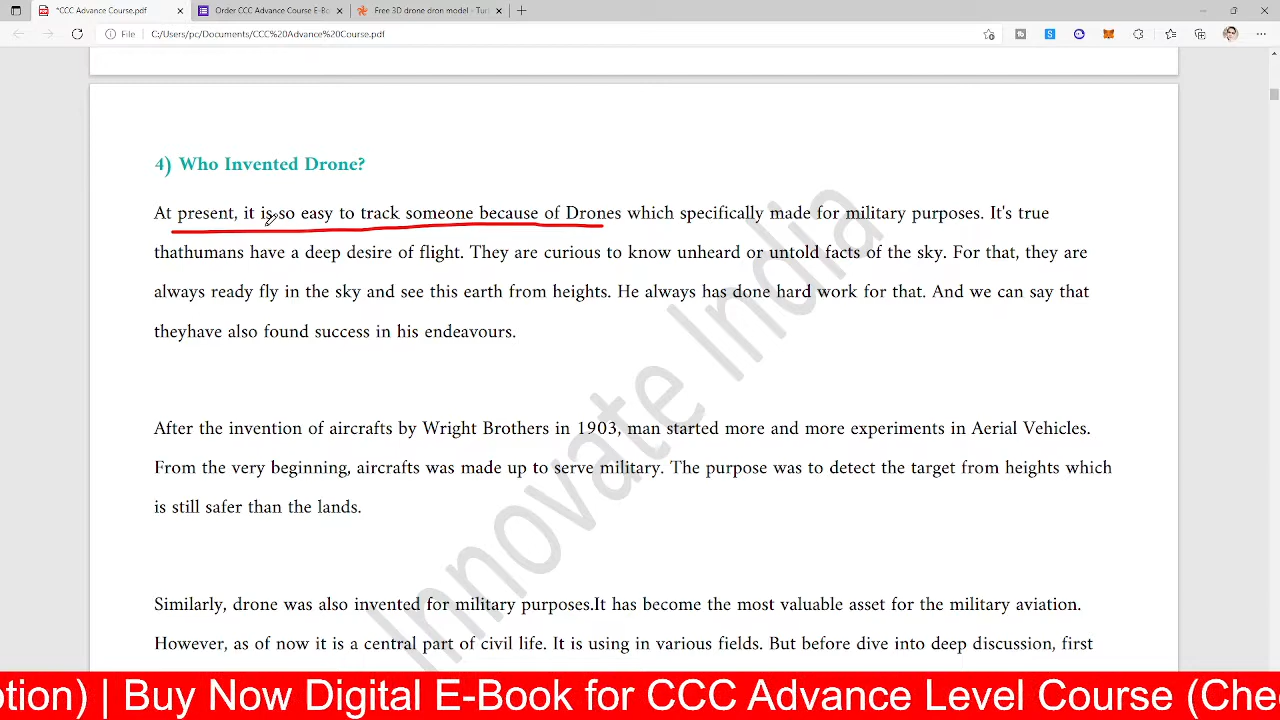 *CCC Advance Course.pdf
Order CCC Advance Course E-Bo
Free 3D drone dron model - Tur
File
C:/Users/pc/Documents/CCC%20Advance%20Course.pdf
4) Who Invented Drone?
At present, it is so easy to track someone because of Drones which specifically made for military purposes. It's true
thathumans have a deep desire of flight. They are curious to know unheard or untold facts of the sky. For that, they are
always ready fly in the sky and see this earth from heights. He always has done hard work for that. And we can say that
theyhave also found success in his endeavours.
After the invention of aircrafts by Wright Brothers in 1903, man started more and more experiments in Aerial Vehicles.
From the very beginning, aircrafts was made up to serve military. The purpose was to detect the target from heights which
is still safer than the lands.
Similarly, drone was also invented for military purposes.It has become the most valuable asset for the military aviation.
However, as of now it is a central part of civil life. It is using in various fields. But before dive into deep discussion, first
Innovate India
ption) | Buy Now Digital E-Book for CCC Advance Level Course (Che